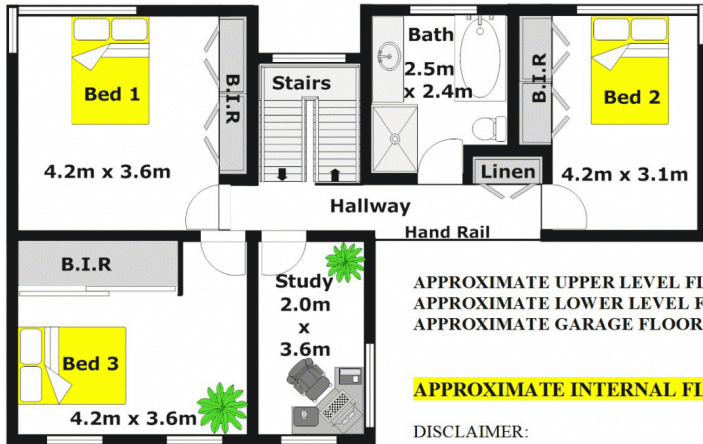 Bed 1
4.2m x 3.6m
B.I.R
Stairs
Bath
2.5m
x 2.4m
B.I.R
Bed 2
4.2m x 3.1m
Linen
Hallway
Hand Rail
B.I.R
Bed 3
4.2m x 3.6m
Study
2.0m
x
3.6m
APPROXIMATE UPPER LEVEL
APPROXIMATE LOWER LEVEL
APPROXIMATE GARAGE FLOOR
APPROXIMATE INTERNAL
DISCLAIMER: